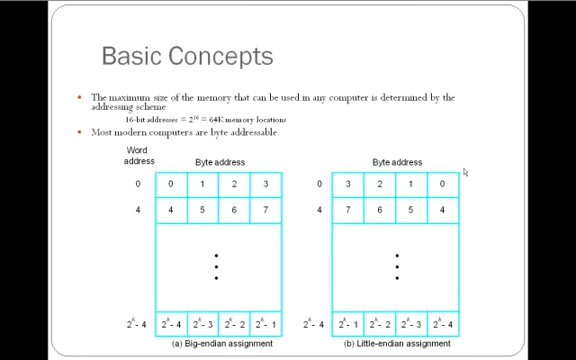 Basic Concepts
• The maximum size of the memory that can be used in any computer is determined by the
addressing scheme.
16-bit addresses = 2^16 = 64K memory locations
• Most modern computers are byte addressable.
Word
address
Byte address
0 0 1 2 3
4 4 5 6 7
2^k - 4 2^k - 4 2^k - 3 2^k - 2 2^k - 1
(a) Big-endian assignment
Byte address
0 3 2 1 0
4 7 6 5 4
2^k - 4 2^k - 1 2^k - 2 2^k - 3 2^k - 4
(b) Little-endian assignment